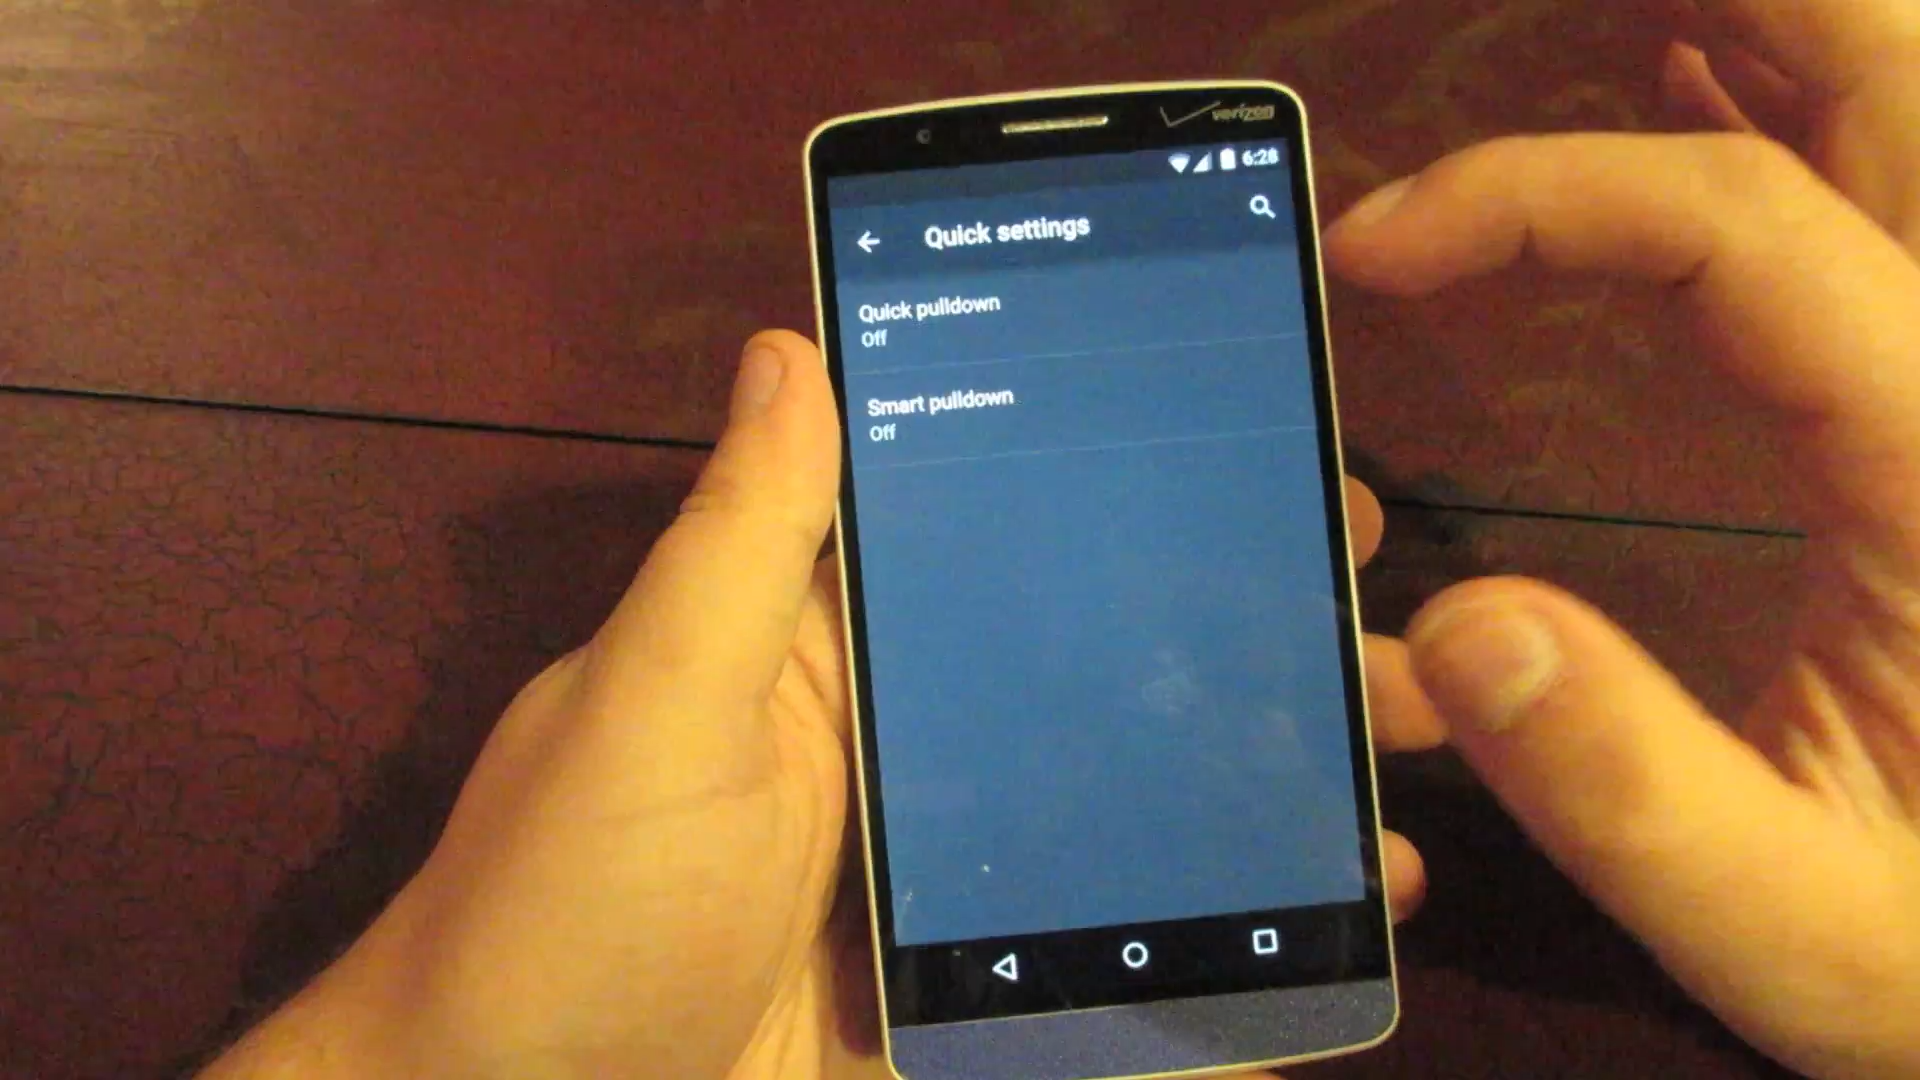 verizon
6:28
Quick settings
Quick pulldown
Off
Smart pulldown
Off